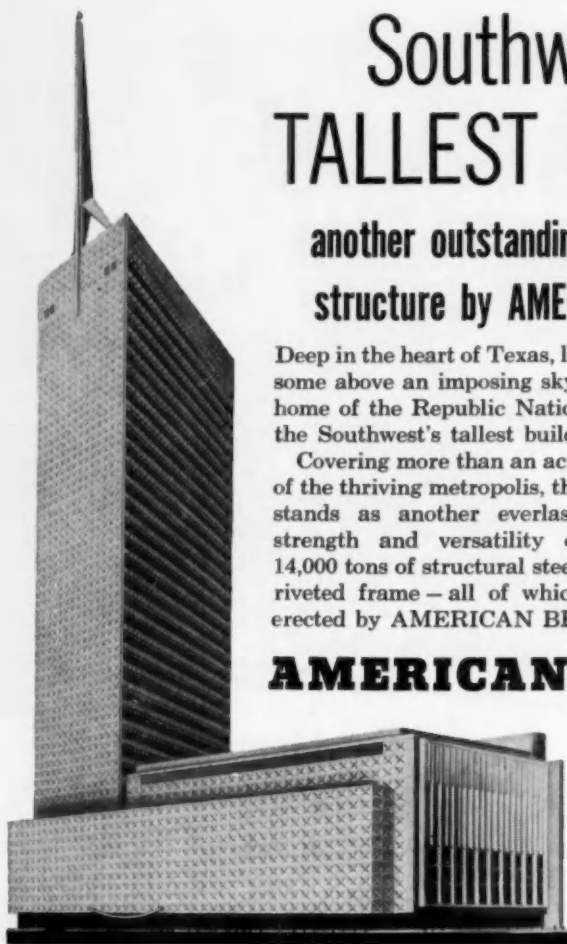 Southw
TALLEST
another outstandin
structure by AME
Deep in the heart of Texas, l
some above an imposing sky
home of the Republic Natio
the Southwest's tallest build
Covering more than an ac
of the thriving metropolis, th
stands as another everlas
strength and versatility
14,000 tons of structural stee
riveted frame – all of whic
erected by AMERICAN BR
AMERICAN